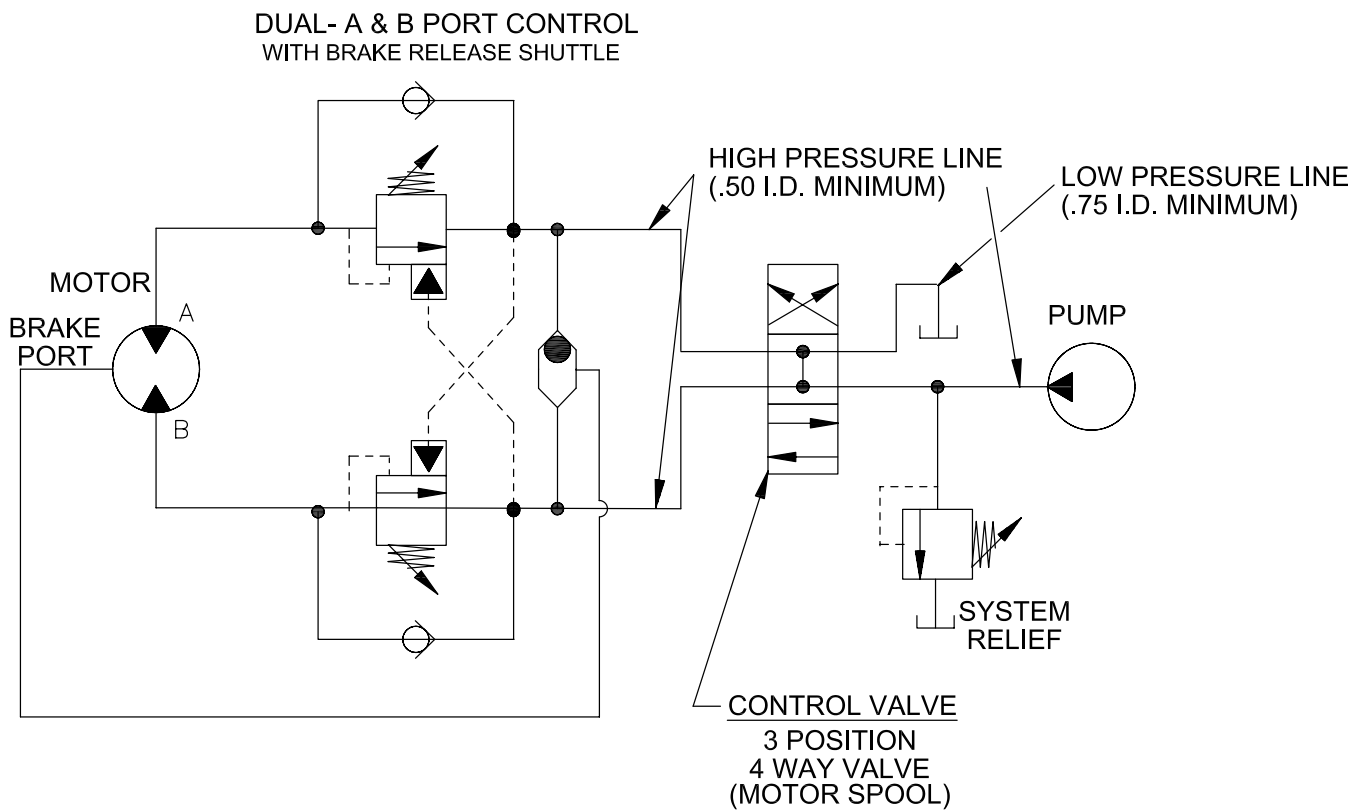 DUAL- A & B PORT CONTROL
WITH BRAKE RELEASE SHUTTLE
HIGH PRESSURE LINE
(.50 I.D. MINIMUM)
LOW PRESSURE LINE
(.75 I.D. MINIMUM)
MOTOR
A
BRAKE
PORT
B
PUMP
SYSTEM
RELIEF
CONTROL VALVE
3 POSITION
4 WAY VALVE
(MOTOR SPOOL)